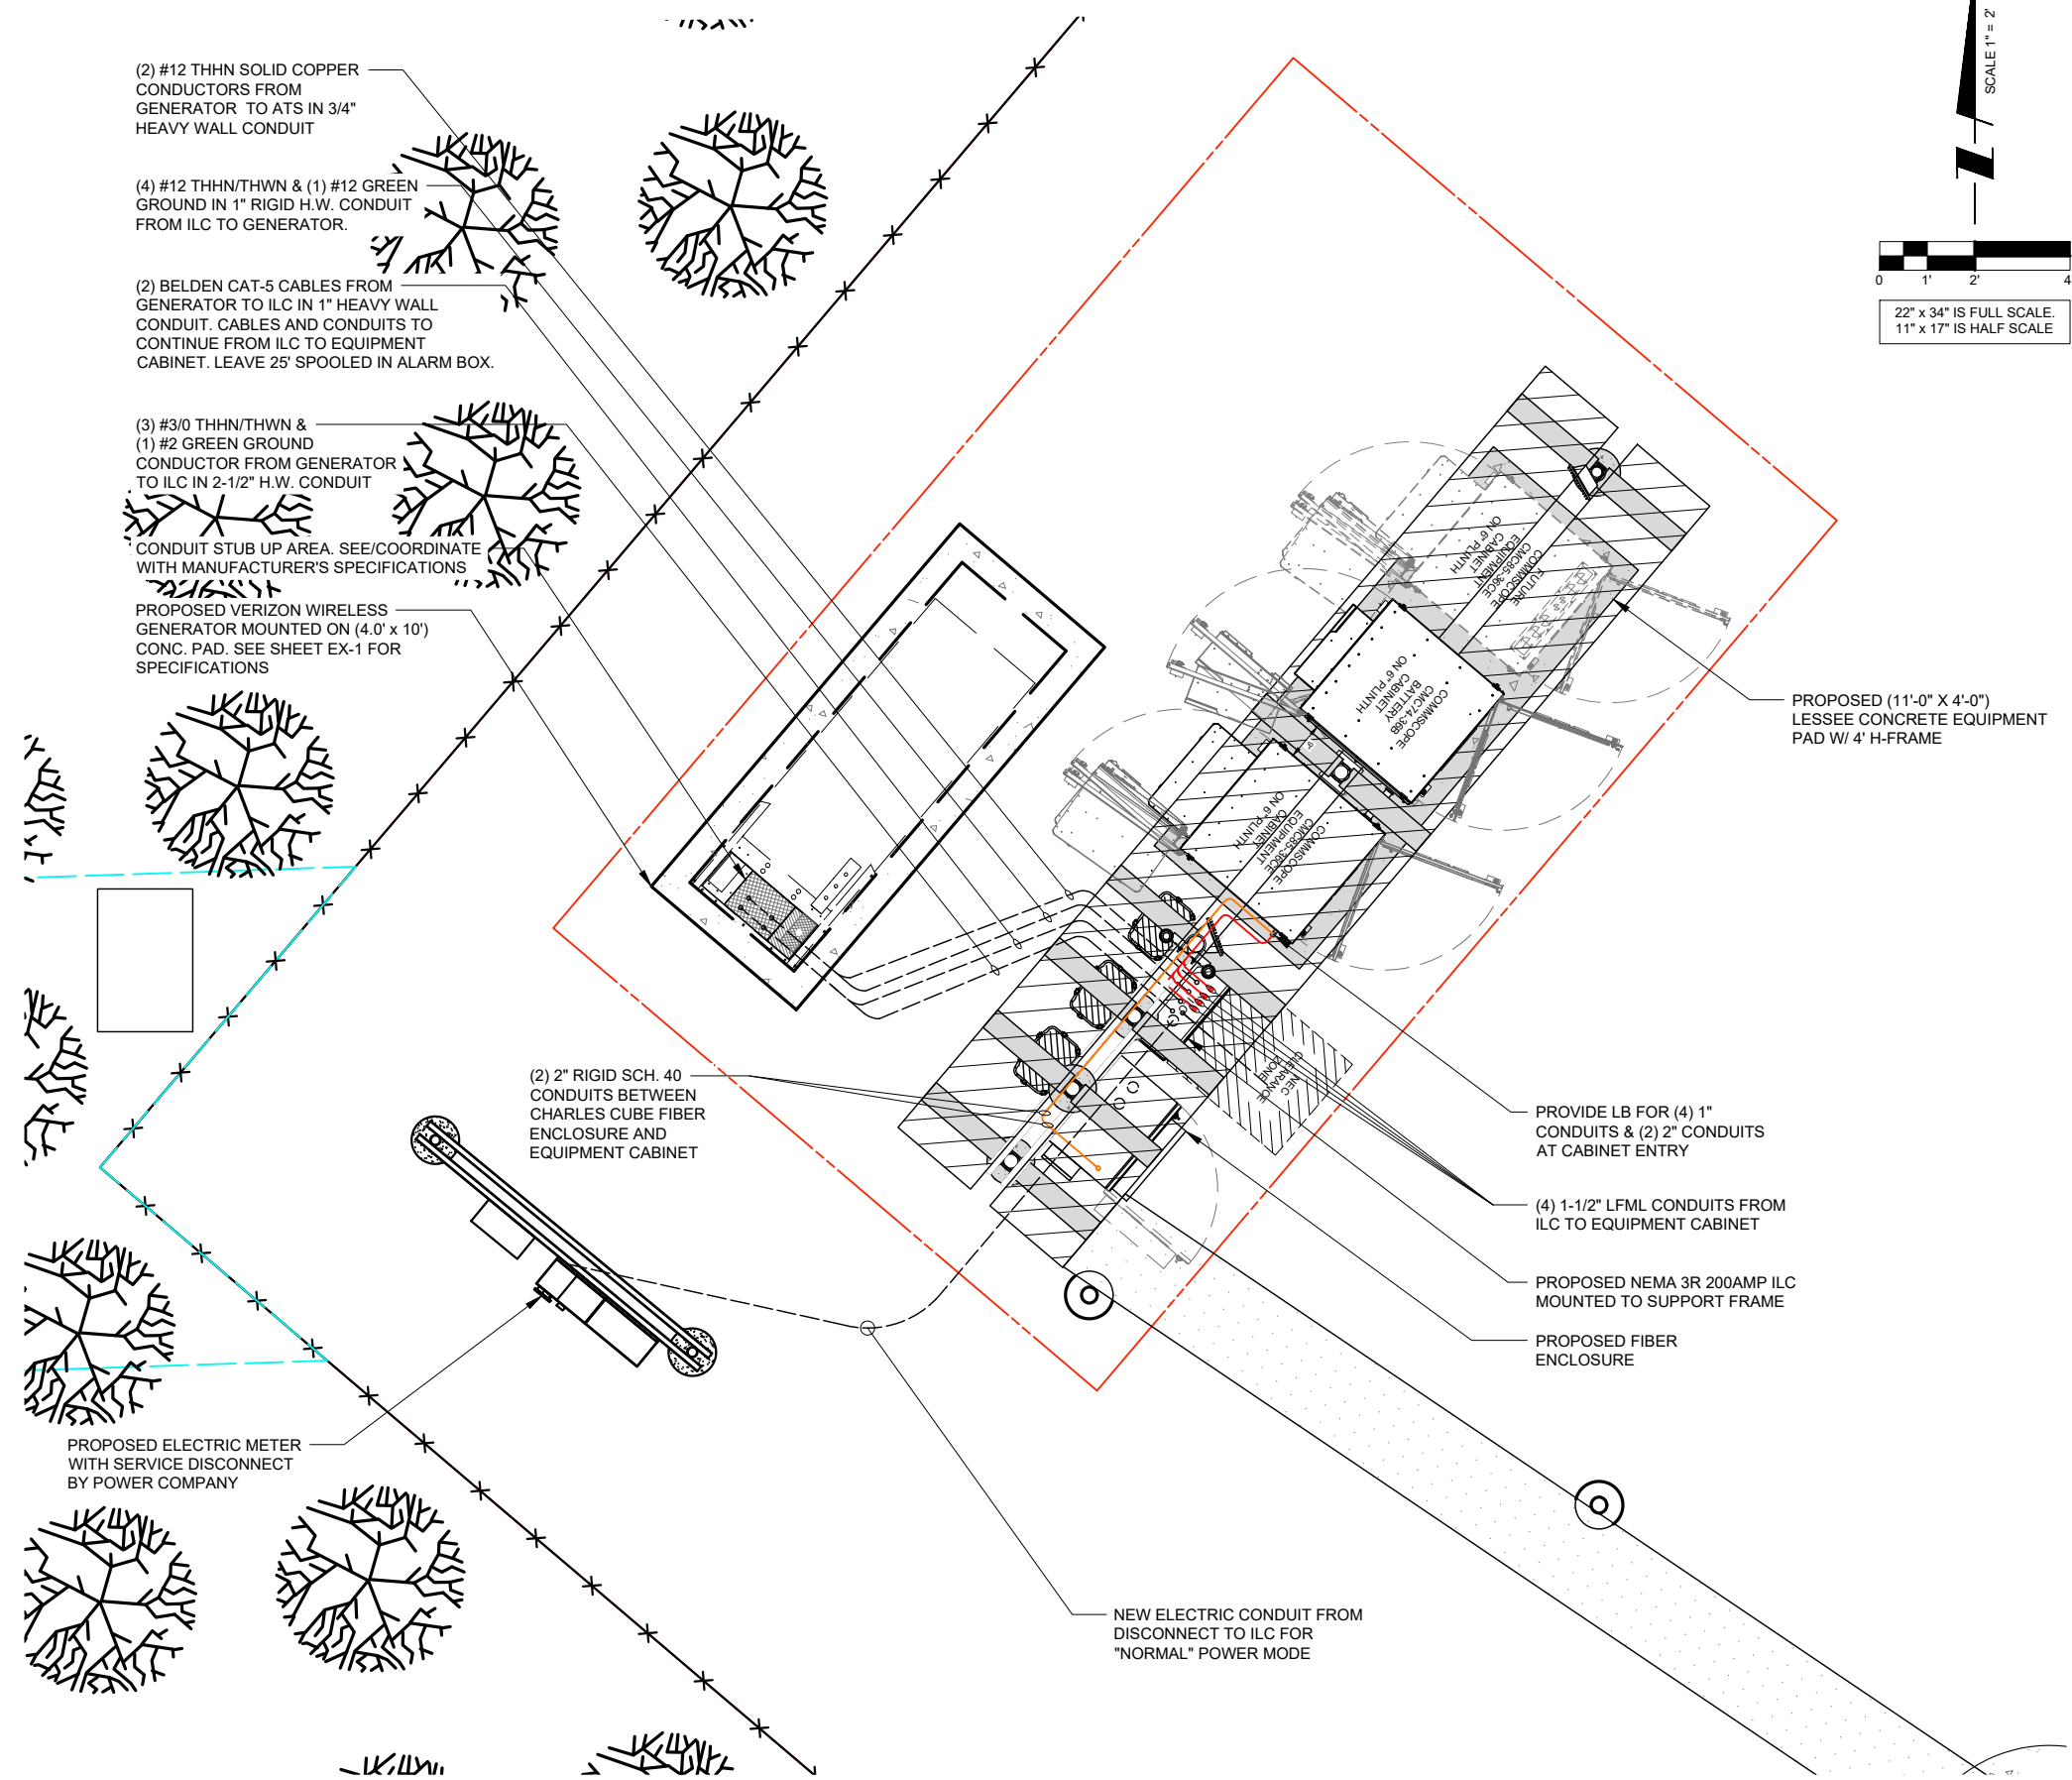 (2) #12 THHN SOLID COPPER
CONDUCTORS FROM
GENERATOR TO ATS IN 3/4"
HEAVY WALL CONDUIT
(4) #12 THHN/THWN & (1) #12 GREEN
GROUND IN 1" RIGID H.W. CONDUIT
FROM ILC TO GENERATOR.
(2) BELDEN CAT-5 CABLES FROM
GENERATOR TO ILC IN 1" HEAVY WALL
CONDUIT. CABLES AND CONDUITS TO
CONTINUE FROM ILC TO EQUIPMENT
CABINET. LEAVE 25' SPOOLED IN ALARM BOX.
(3) #3/0 THHN/THWN &
(1) #2 GREEN GROUND
CONDUCTOR FROM GENERATOR
TO ILC IN 2-1/2" H.W. CONDUIT
CONDUIT STUB UP AREA. SEE/COORDINATE
WITH MANUFACTURER'S SPECIFICATIONS
PROPOSED VERIZON WIRELESS
GENERATOR MOUNTED ON (4.0' x 10')
CONC. PAD. SEE SHEET EX-1 FOR
SPECIFICATIONS
SCALE 1" = 2'
0 1' 2' 4
22" x 34" IS FULL SCALE.
11" x 17" IS HALF SCALE
FUTURE
COMMSCOPE
CMC85-36CE
EQUIPMENT
CABINET
ON 6" PLINTH
COMMSCOPE
CMC74-36B
BATTERY
CABINET
ON 6" PLINTH
COMMSCOPE
CMC85-36CE
EQUIPMENT
CABINET
ON 6" PLINTH
NEC
CLEARANCE
ZONE
PROPOSED (11'-0" X 4'-0")
LESSEE CONCRETE EQUIPMENT
PAD W/ 4' H-FRAME
(2) 2" RIGID SCH. 40
CONDUITS BETWEEN
CHARLES CUBE FIBER
ENCLOSURE AND
EQUIPMENT CABINET
PROVIDE LB FOR (4) 1"
CONDUITS & (2) 2" CONDUITS
AT CABINET ENTRY
(4) 1-1/2" LFML CONDUITS FROM
ILC TO EQUIPMENT CABINET
PROPOSED NEMA 3R 200AMP ILC
MOUNTED TO SUPPORT FRAME
PROPOSED FIBER
ENCLOSURE
PROPOSED ELECTRIC METER
WITH SERVICE DISCONNECT
BY POWER COMPANY
NEW ELECTRIC CONDUIT FROM
DISCONNECT TO ILC FOR
"NORMAL" POWER MODE